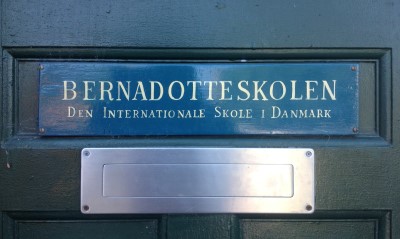 BERNADOTTESKOLEN
DEN INTERNATIONALE SKOLE I DANMARK